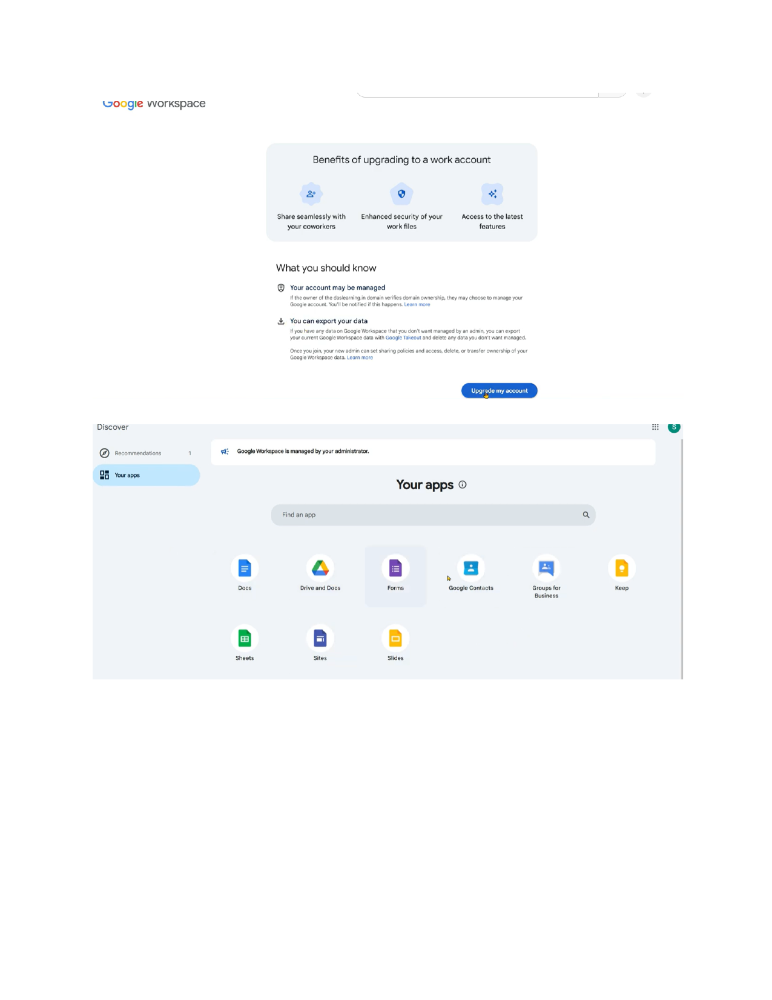 Google Workspace
Benefits of upgrading to a work account
Share seamlessly with
your coworkers
Enhanced security of your
work files
Access to the latest
features
What you should know
Your account may be managed
If the owner of the daslearning.in domain verifies domain ownership, they may choose to manage your
Google account. You'll be notified if this happens. Learn more
You can export your data
If you have any data on Google Workspace that you don't want managed by an admin, you can export
your current Google Workspace data with Google Takeout and delete any data you don't want managed.
Once you join, your new admin can set sharing policies and access, delete, or transfer ownership of your
Google Workspace data. Learn more
Upgrade my account
Discover
S
Recommendations 1
Your apps
Google Workspace is managed by your administrator.
Your apps
Find an app
Docs
Drive and Docs
Forms
Google Contacts
Groups for
Business
Keep
Sheets
Sites
Slides